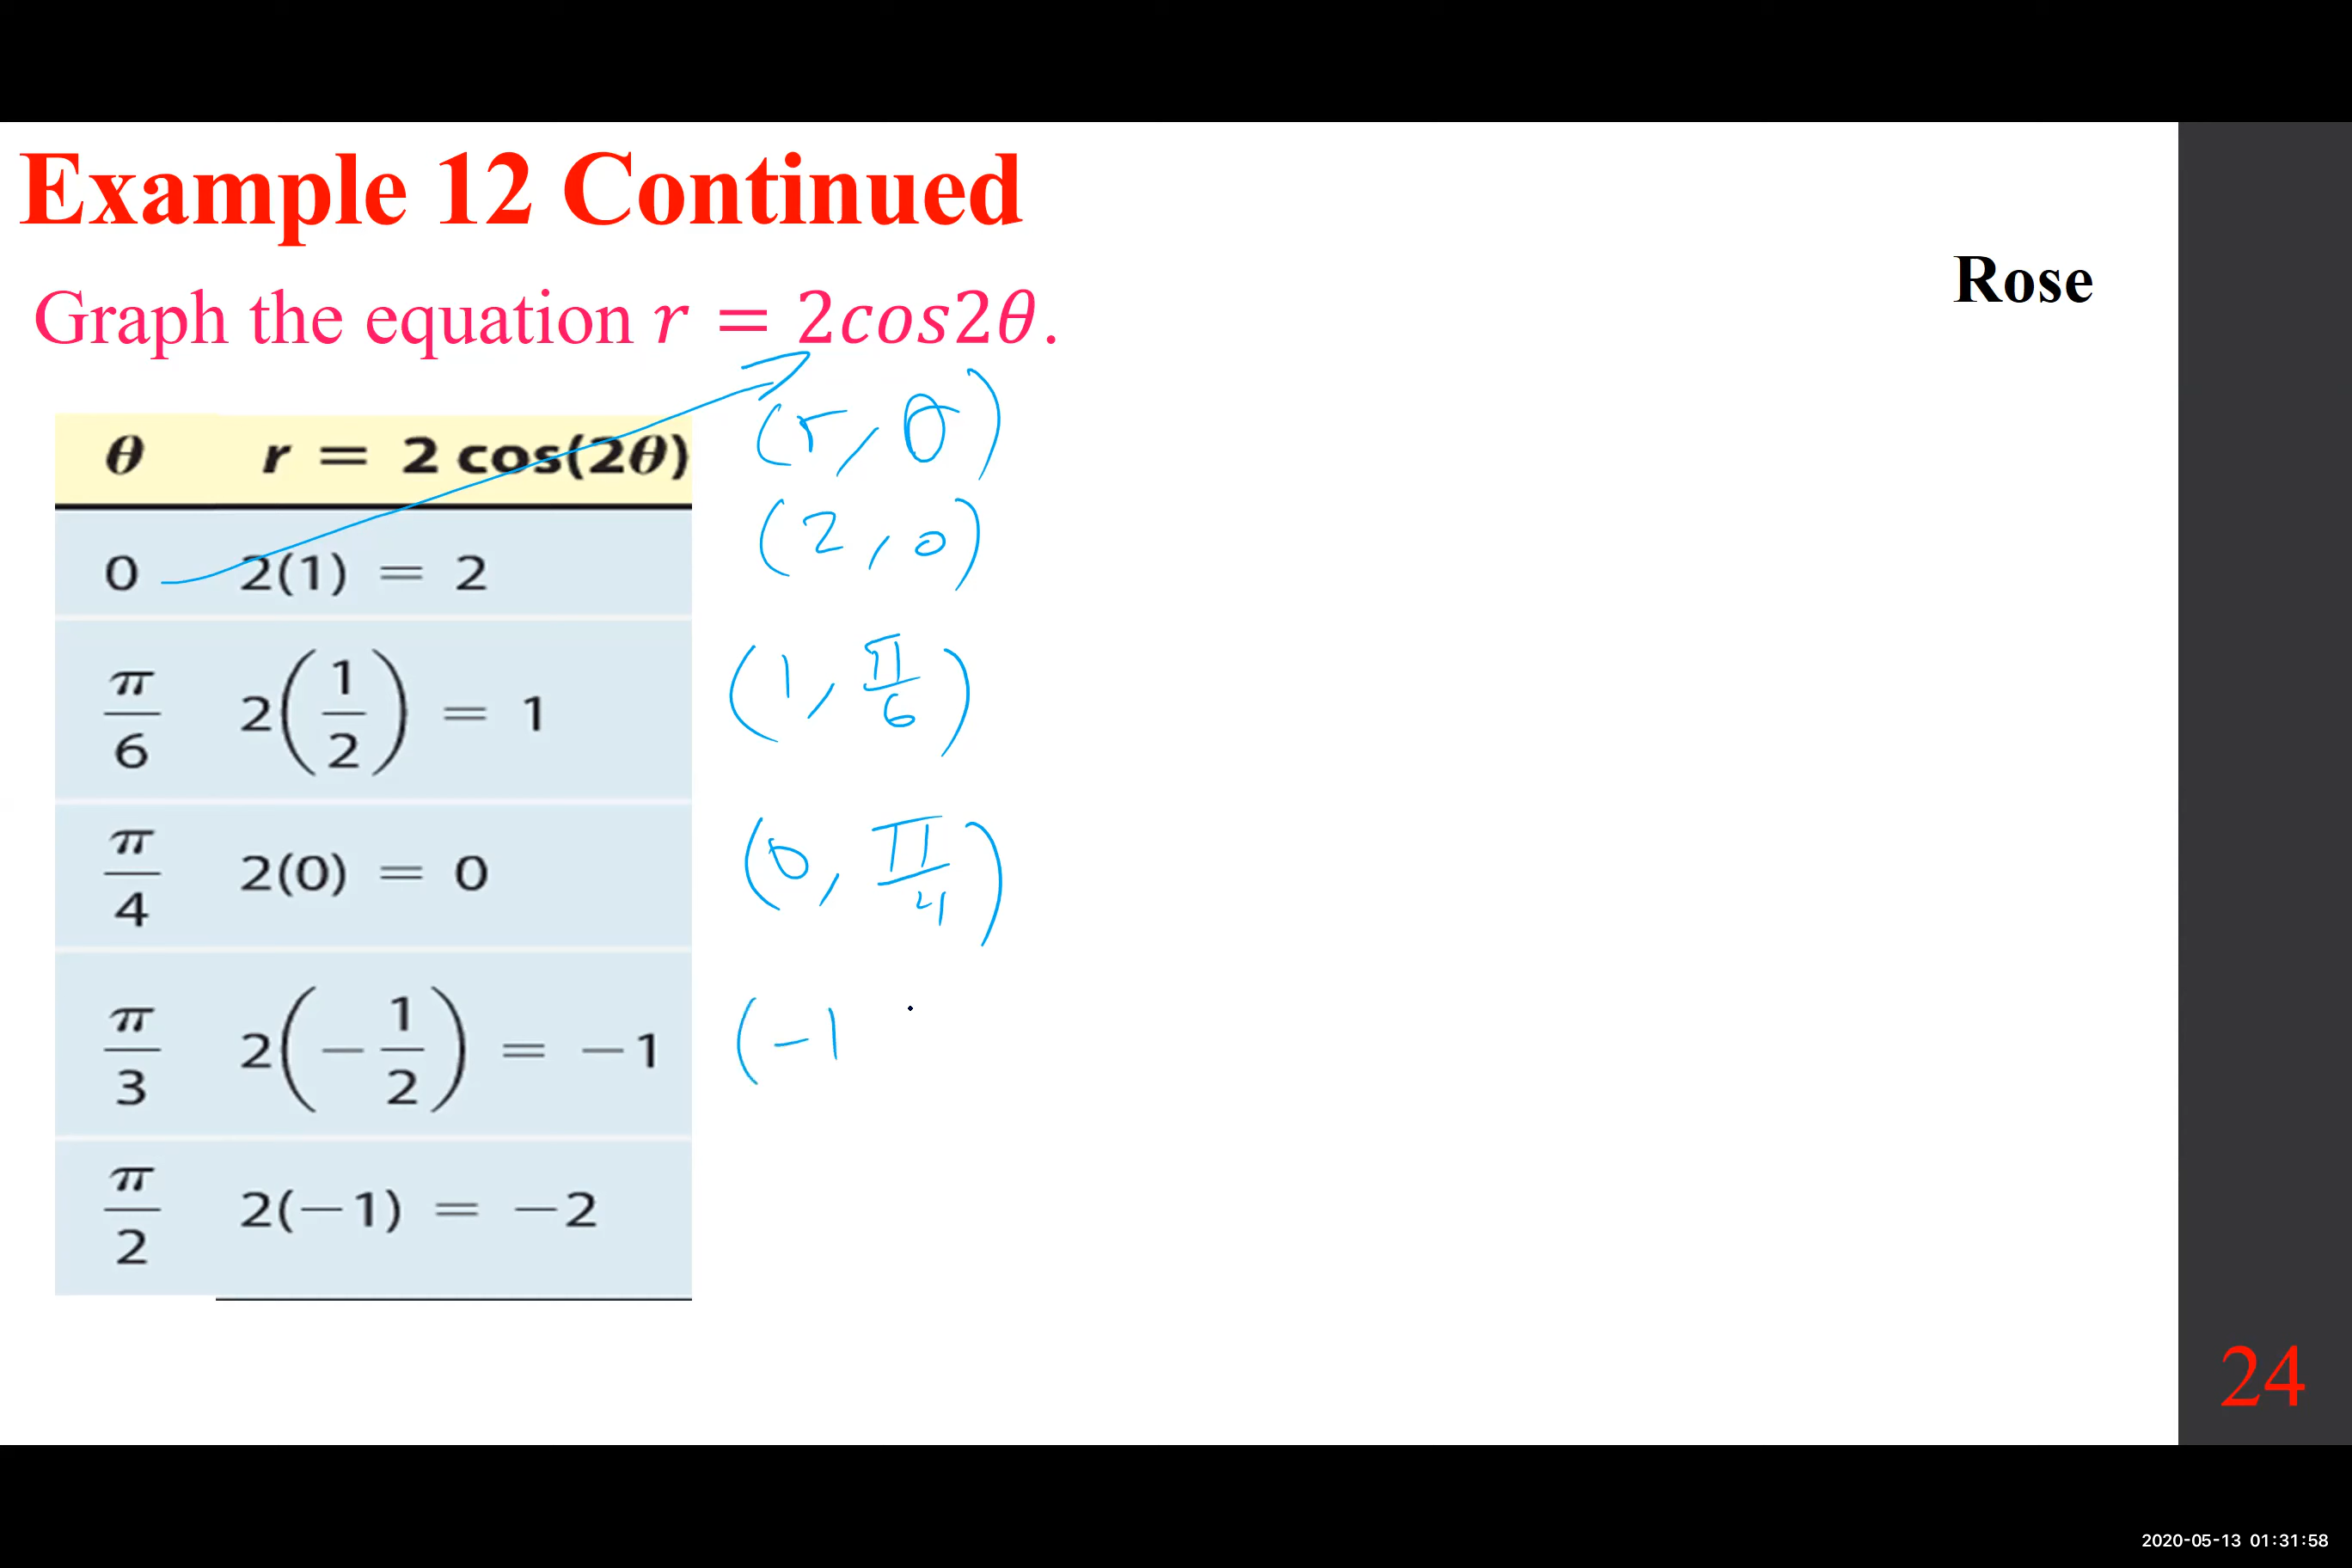 Example 12 Continued
Rose
Graph the equation r = 2cos2θ.
θ r = 2 cos(2θ) (r, θ)
0 2(1) = 2 (2, 0)
π/6 2(1/2) = 1 (1, π/6)
π/4 2(0) = 0 (0, π/4)
π/3 2(−1/2) = −1 (−1
π/2 2(−1) = −2
24
2020-05-13 01:31:58